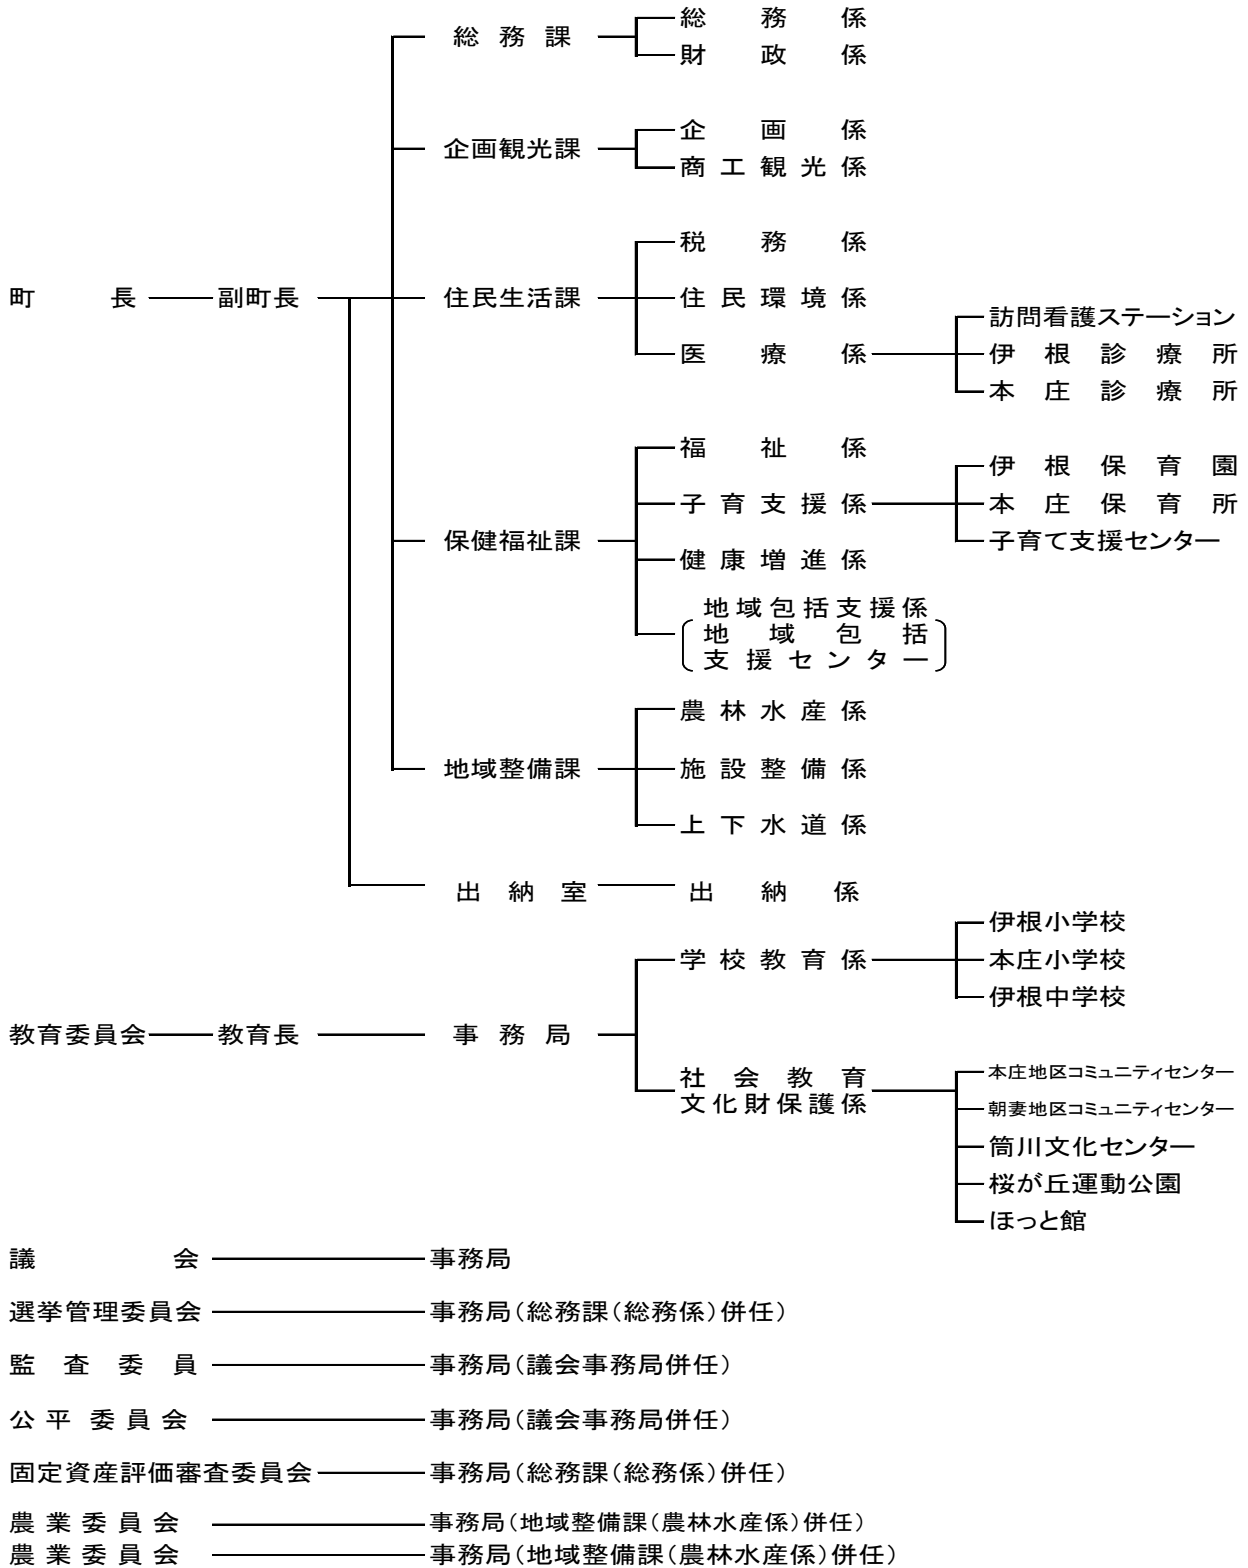 総務課
総務係
財政係
企画観光課
企画係
商工観光係
町長
副町長
住民生活課
税務係
住民環境係
医療係
訪問看護ステーション
伊根診療所
本庄診療所
保健福祉課
福祉係
子育支援係
伊根保育園
本庄保育所
子育て支援センター
健康増進係
地域包括支援係
地域包括
支援センター
地域整備課
農林水産係
施設整備係
上下水道係
出納室
出納係
教育委員会
教育長
事務局
学校教育係
伊根小学校
本庄小学校
伊根中学校
社会教育
文化財保護係
本庄地区コミュニティセンター
朝妻地区コミュニティセンター
筒川文化センター
桜が丘運動公園
ほっと館
議会 事務局
選挙管理委員会 事務局(総務課(総務係)併任)
監査委員 事務局(議会事務局併任)
公平委員会 事務局(議会事務局併任)
固定資産評価審査委員会 事務局(総務課(総務係)併任)
農業委員会 事務局(地域整備課(農林水産係)併任)
農業委員会 事務局(地域整備課(農林水産係)併任)